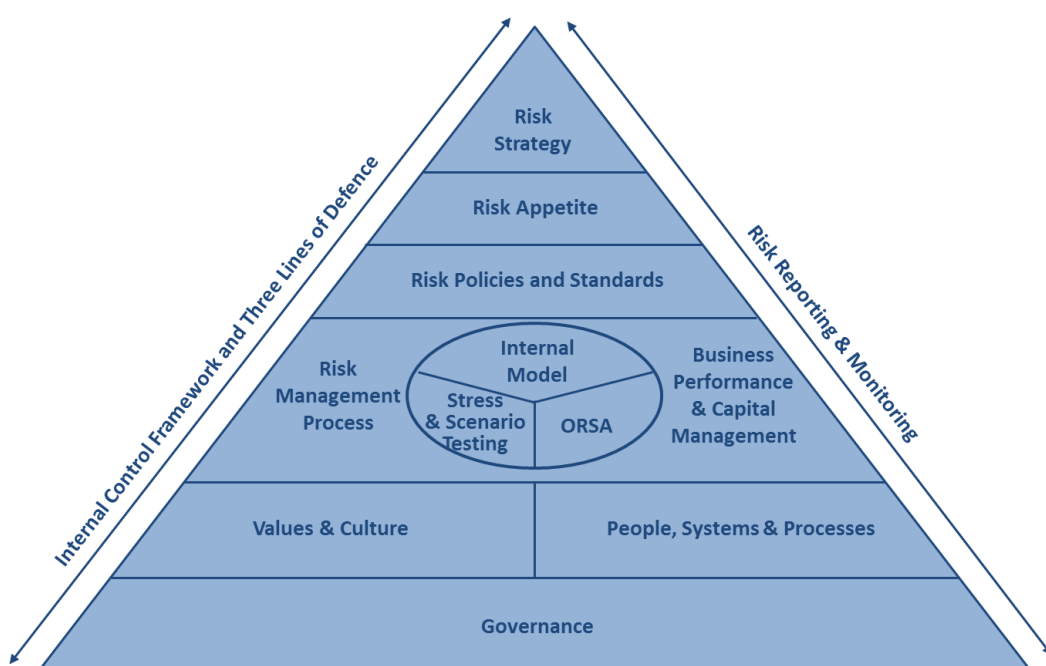 Risk
Strategy
Risk Appetite
Risk Policies and Standards
Internal Control Framework and Three Lines of Defence
Risk Reporting & Monitoring
Risk
Management
Process
Internal
Model
Stress
& Scenario
Testing
ORSA
Business
Performance
& Capital
Management
Values & Culture
People, Systems & Processes
Governance